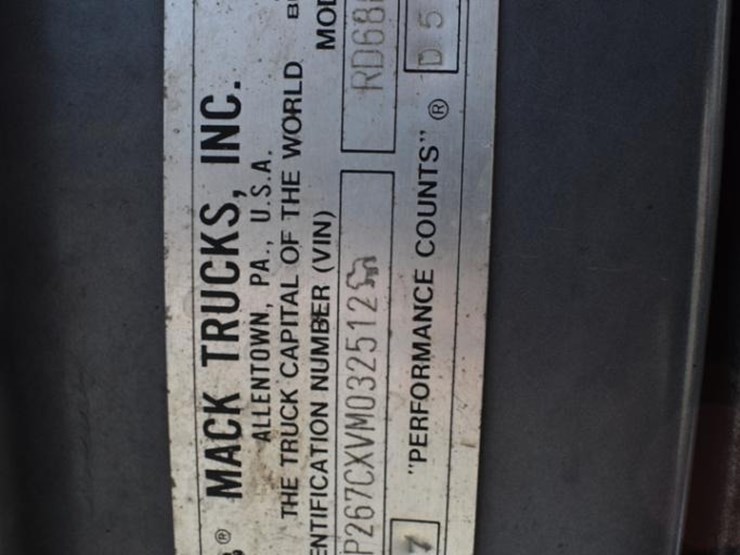 ® MACK TRUCKS, INC.
ALLENTOWN, PA., U.S.A.
THE TRUCK CAPITAL OF THE WORLD
ENTIFICATION NUMBER (VIN) MOD
P267CXVM032512 RD68
7 "PERFORMANCE COUNTS" ® D 5